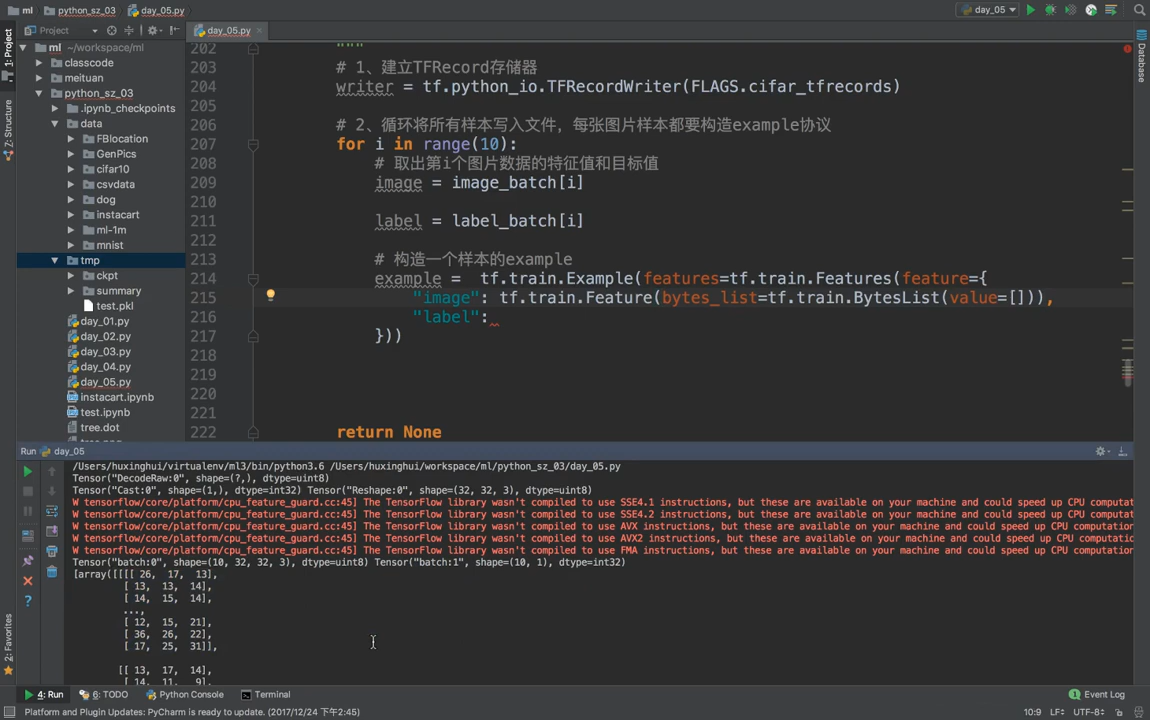 ml python_sz_03 day_05.py
day_05
Project
day_05.py ×
1: Project
Z: Structure
2: Favorites
Database
ml ~/workspace/ml
classcode
meituan
python_sz_03
.ipynb_checkpoints
data
FBlocation
GenPics
cifar10
csvdata
dog
instacart
ml-1m
mnist
tmp
ckpt
summary
test.pkl
day_01.py
day_02.py
day_03.py
day_04.py
day_05.py
instacart.ipynb
test.ipynb
tree.dot
202 """
203 # 1、建立TFRecord存储器
204 writer = tf.python_io.TFRecordWriter(FLAGS.cifar_tfrecords)
205
206 # 2、循环将所有样本写入文件，每张图片样本都要构造example协议
207 for i in range(10):
208 # 取出第i个图片数据的特征值和目标值
209 image = image_batch[i]
210
211 label = label_batch[i]
212
213 # 构造一个样本的example
214 example =  tf.train.Example(features=tf.train.Features(feature={
215 "image": tf.train.Feature(bytes_list=tf.train.BytesList(value=[])),
216 "label":
217 }))
218
219
220
221
222 return None
Run day_05
/Users/huxinghui/virtualenv/ml3/bin/python3.6 /Users/huxinghui/workspace/ml/python_sz_03/day_05.py
Tensor("DecodeRaw:0", shape=(?,), dtype=uint8)
Tensor("Cast:0", shape=(1,), dtype=int32) Tensor("Reshape:0", shape=(32, 32, 3), dtype=uint8)
W tensorflow/core/platform/cpu_feature_guard.cc:45] The TensorFlow library wasn't compiled to use SSE4.1 instructions, but these are available on your machine and could speed up CPU computat
W tensorflow/core/platform/cpu_feature_guard.cc:45] The TensorFlow library wasn't compiled to use SSE4.2 instructions, but these are available on your machine and could speed up CPU computat
W tensorflow/core/platform/cpu_feature_guard.cc:45] The TensorFlow library wasn't compiled to use AVX instructions, but these are available on your machine and could speed up CPU computation
W tensorflow/core/platform/cpu_feature_guard.cc:45] The TensorFlow library wasn't compiled to use AVX2 instructions, but these are available on your machine and could speed up CPU computatio
W tensorflow/core/platform/cpu_feature_guard.cc:45] The TensorFlow library wasn't compiled to use FMA instructions, but these are available on your machine and could speed up CPU computation
Tensor("batch:0", shape=(10, 32, 32, 3), dtype=uint8) Tensor("batch:1", shape=(10, 1), dtype=int32)
[array([[[[ 26, 17, 13],
[ 13, 13, 14],
[ 14, 15, 14],
...,
[ 12, 15, 21],
[ 36, 26, 22],
[ 17, 25, 31]],
[[ 13, 17, 14],
[ 14, 11, 9],
4: Run 6: TODO Python Console Terminal 1 Event Log
Platform and Plugin Updates: PyCharm is ready to update. (2017/12/24 下午2:45) 10:9 LF÷ UTF-8÷